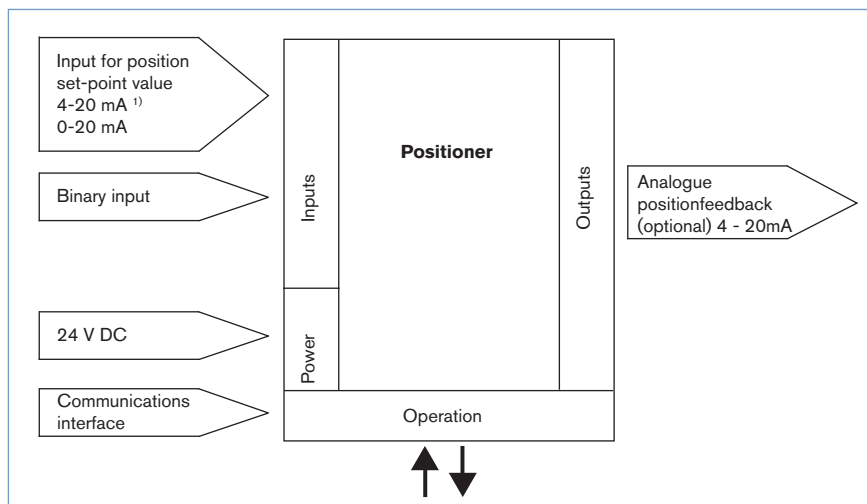 Input for position
set-point value
4-20 mA 1)
0-20 mA
Binary input
24 V DC
Communications
interface
Inputs
Power
Positioner
Operation
Outputs
Analogue
positionfeedback
(optional) 4 - 20mA